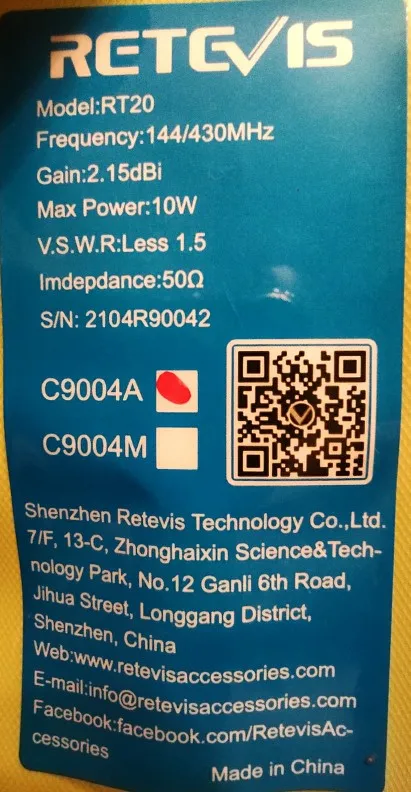 RETEVIS
Model:RT20
Frequency:144/430MHz
Gain:2.15dBi
Max Power:10W
V.S.W.R:Less 1.5
Imdepdance:50Ω
S/N: 2104R90042
C9004A
C9004M
Shenzhen Retevis Technology Co.,Ltd.
7/F, 13-C, Zhonghaixin Science&Tech-
nology Park, No.12 Ganli 6th Road,
Jihua Street, Longgang District,
Shenzhen, China
Web:www.retevisaccessories.com
E-mail:info@retevisaccessories.com
Facebook:facebook.com/RetevisAc-
cessories
Made in China